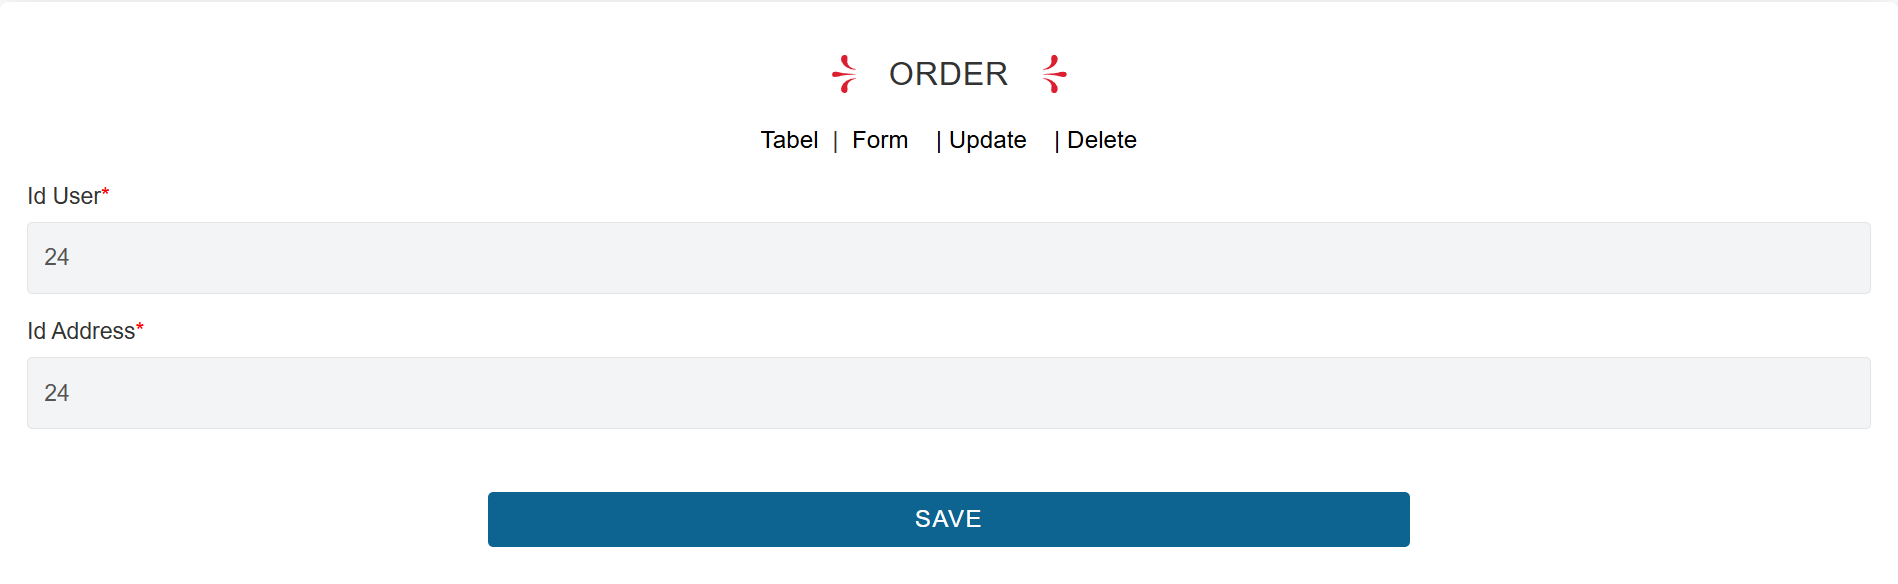 ORDER
Tabel | Form | Update | Delete
Id User*
24
Id Address*
24
SAVE